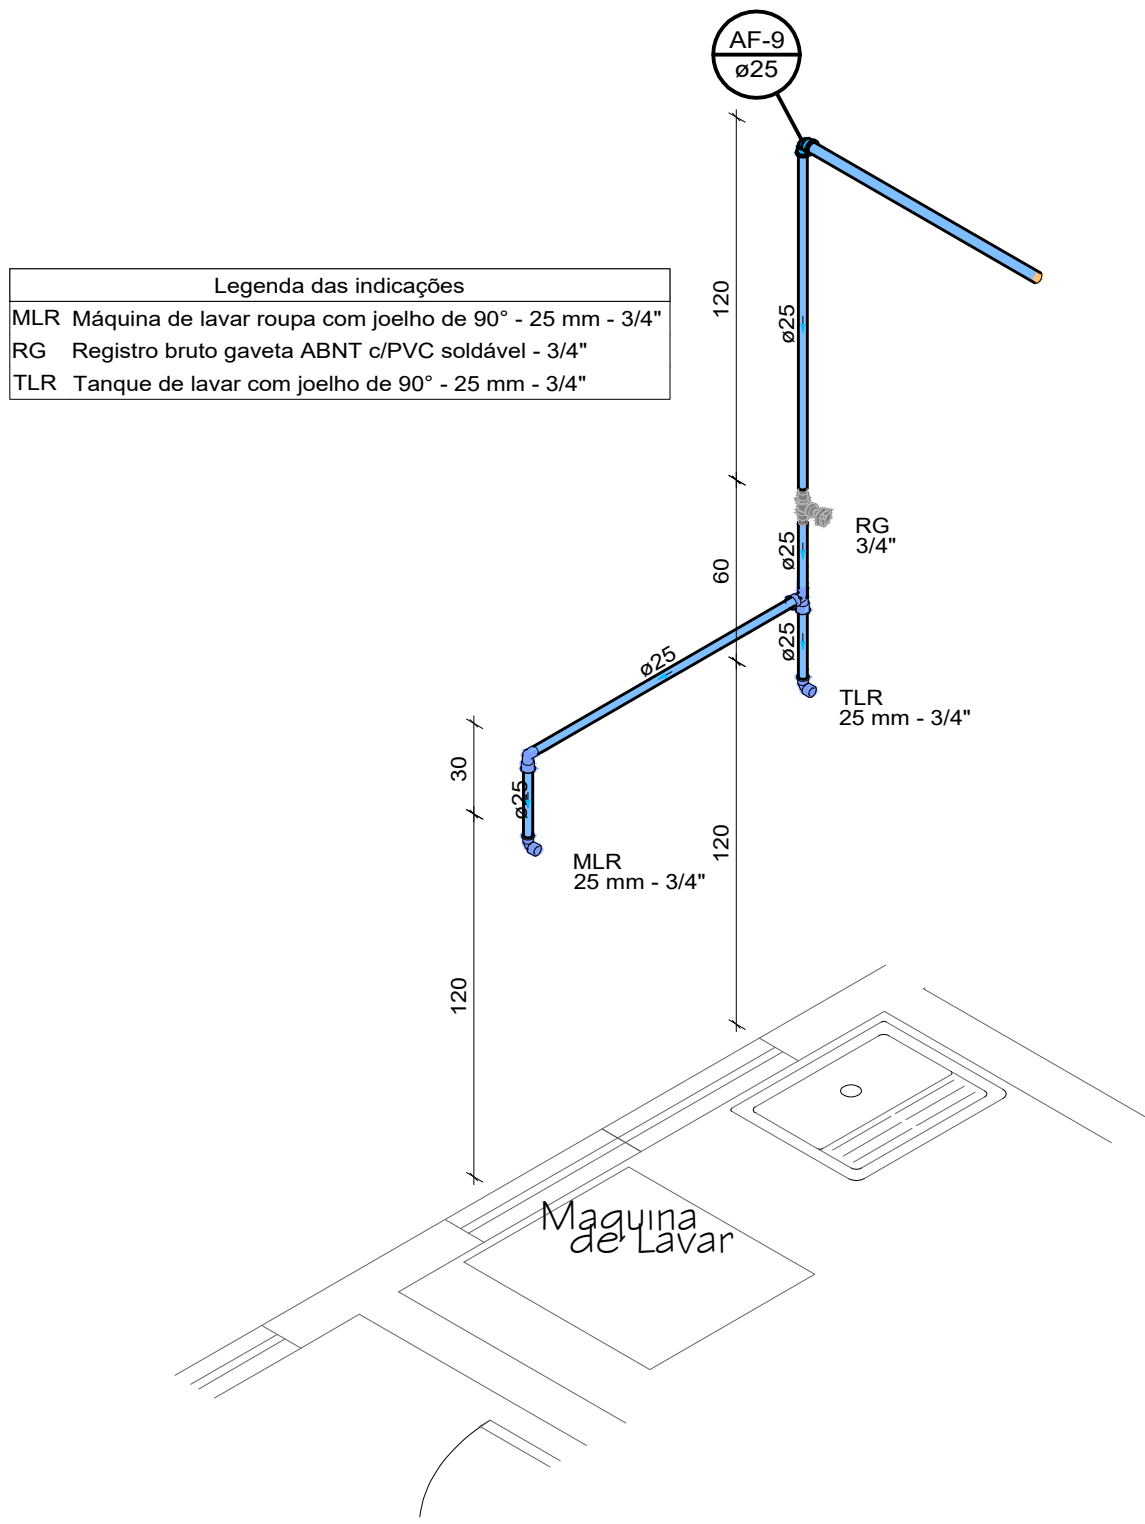 AF-9
ø25
120
ø25
Legenda das indicações
MLR Máquina de lavar roupa com joelho de 90° - 25 mm - 3/4"
RG Registro bruto gaveta ABNT c/PVC soldável - 3/4"
TLR Tanque de lavar com joelho de 90° - 25 mm - 3/4"
RG
3/4"
ø25
60
ø25
ø25
TLR
25 mm - 3/4"
30
ø25
120
MLR
25 mm - 3/4"
120
Maquina
de Lavar